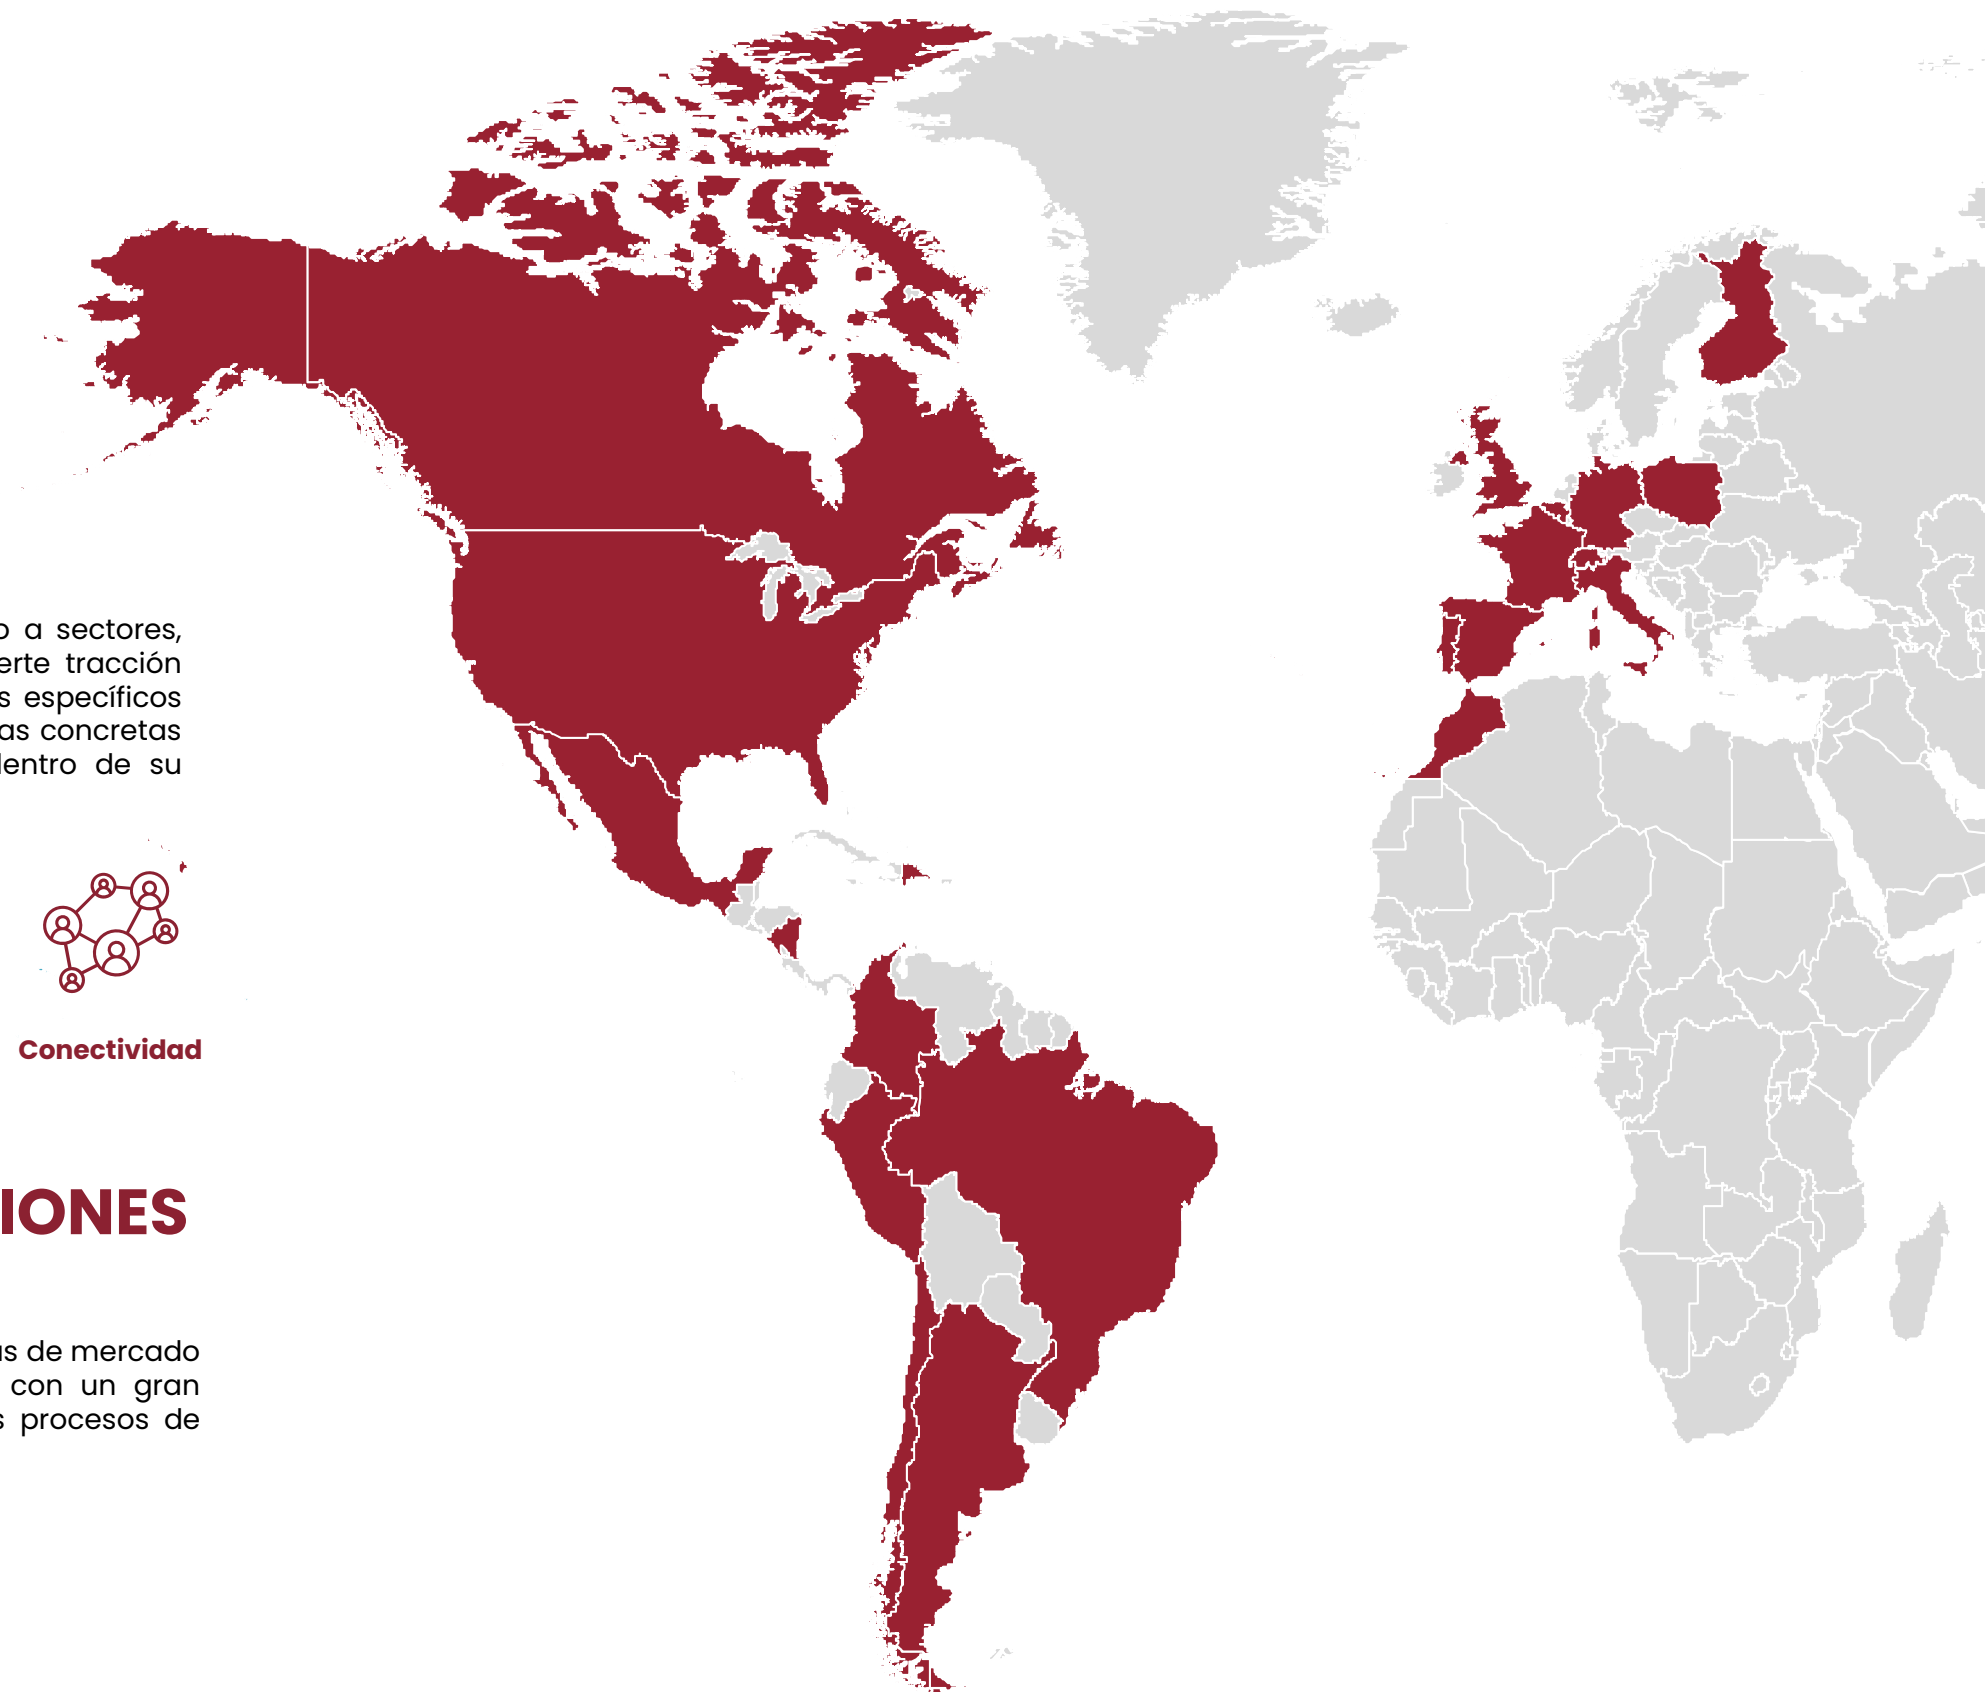 a sectores,
erte tracción
s específicos
as concretas
dentro de su
Conectividad
IONES
as de mercado
con un gran
s procesos de